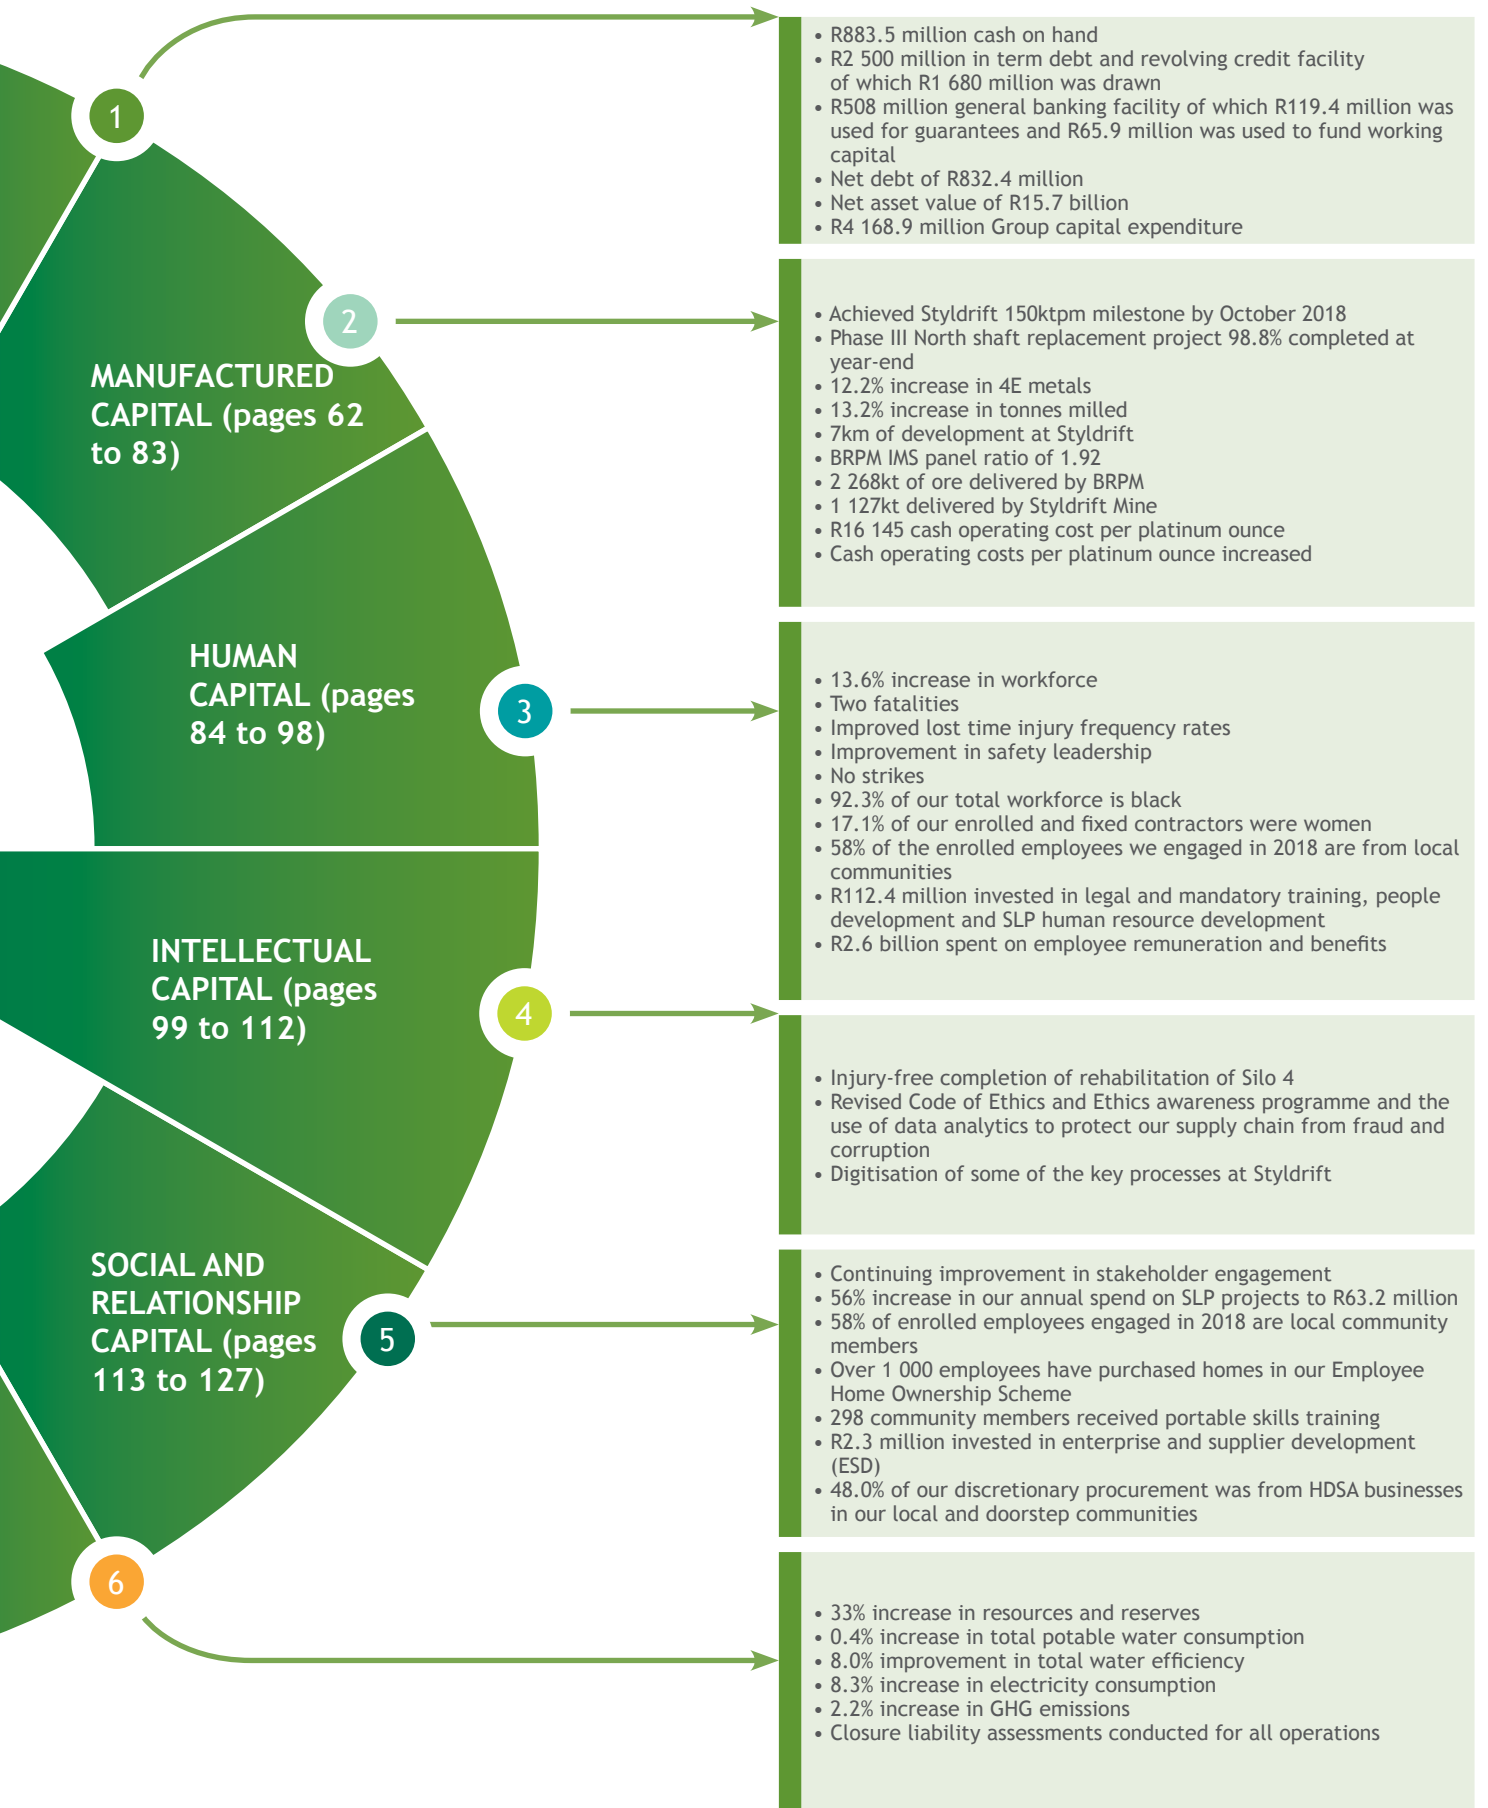 1
• R883.5 million cash on hand
• R2 500 million in term debt and revolving credit facility
of which R1 680 million was drawn
• R508 million general banking facility of which R119.4 million was
used for guarantees and R65.9 million was used to fund working
capital
• Net debt of R832.4 million
• Net asset value of R15.7 billion
• R4 168.9 million Group capital expenditure
MANUFACTURED
CAPITAL (pages 62
to 83)
2
• Achieved Styldrift 150ktpm milestone by October 2018
• Phase III North shaft replacement project 98.8% completed at
year-end
• 12.2% increase in 4E metals
• 13.2% increase in tonnes milled
• 7km of development at Styldrift
• BRPM IMS panel ratio of 1.92
• 2 268kt of ore delivered by BRPM
• 1 127kt delivered by Styldrift Mine
• R16 145 cash operating cost per platinum ounce
• Cash operating costs per platinum ounce increased
HUMAN
CAPITAL (pages
84 to 98)
3
• 13.6% increase in workforce
• Two fatalities
• Improved lost time injury frequency rates
• Improvement in safety leadership
• No strikes
• 92.3% of our total workforce is black
• 17.1% of our enrolled and fixed contractors were women
• 58% of the enrolled employees we engaged in 2018 are from local
communities
• R112.4 million invested in legal and mandatory training, people
development and SLP human resource development
• R2.6 billion spent on employee remuneration and benefits
INTELLECTUAL
CAPITAL (pages
99 to 112)
4
• Injury-free completion of rehabilitation of Silo 4
• Revised Code of Ethics and Ethics awareness programme and the
use of data analytics to protect our supply chain from fraud and
corruption
• Digitisation of some of the key processes at Styldrift
SOCIAL AND
RELATIONSHIP
CAPITAL (pages
113 to 127)
5
• Continuing improvement in stakeholder engagement
• 56% increase in our annual spend on SLP projects to R63.2 million
• 58% of enrolled employees engaged in 2018 are local community
members
• Over 1 000 employees have purchased homes in our Employee
Home Ownership Scheme
• 298 community members received portable skills training
• R2.3 million invested in enterprise and supplier development
(ESD)
• 48.0% of our discretionary procurement was from HDSA businesses
in our local and doorstep communities
6
• 33% increase in resources and reserves
• 0.4% increase in total potable water consumption
• 8.0% improvement in total water efficiency
• 8.3% increase in electricity consumption
• 2.2% increase in GHG emissions
• Closure liability assessments conducted for all operations